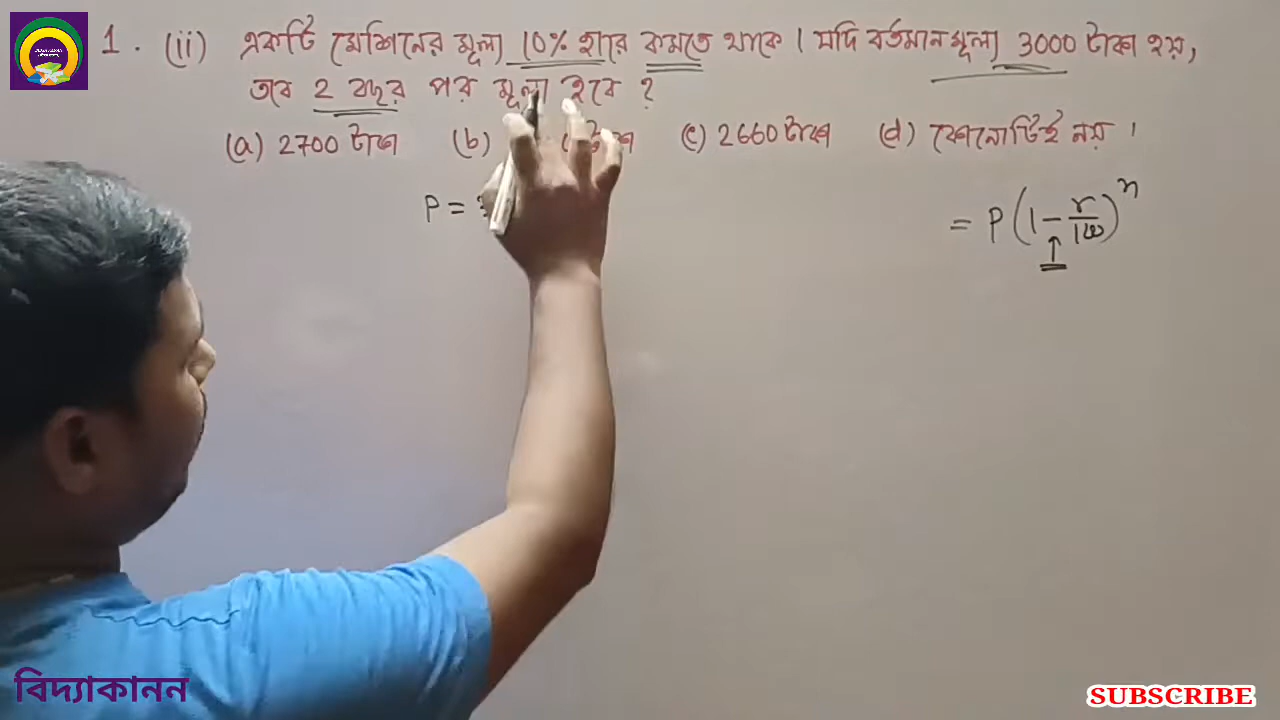 1. (ii) একটি মেশিনের মূল্য 10% হারে কমতে থাকে। যদি বর্তমান মূল্য 3000 টাকা হয়,
তবে 2 বছর পর মূল্য হবে ?
(a) 2700 টাকা (b) (c) 2660 টাকা (d) কোনোটিই নয়।
P =
= P(1 - r/100)^n
বিদ্যাকানন
SUBSCRIBE